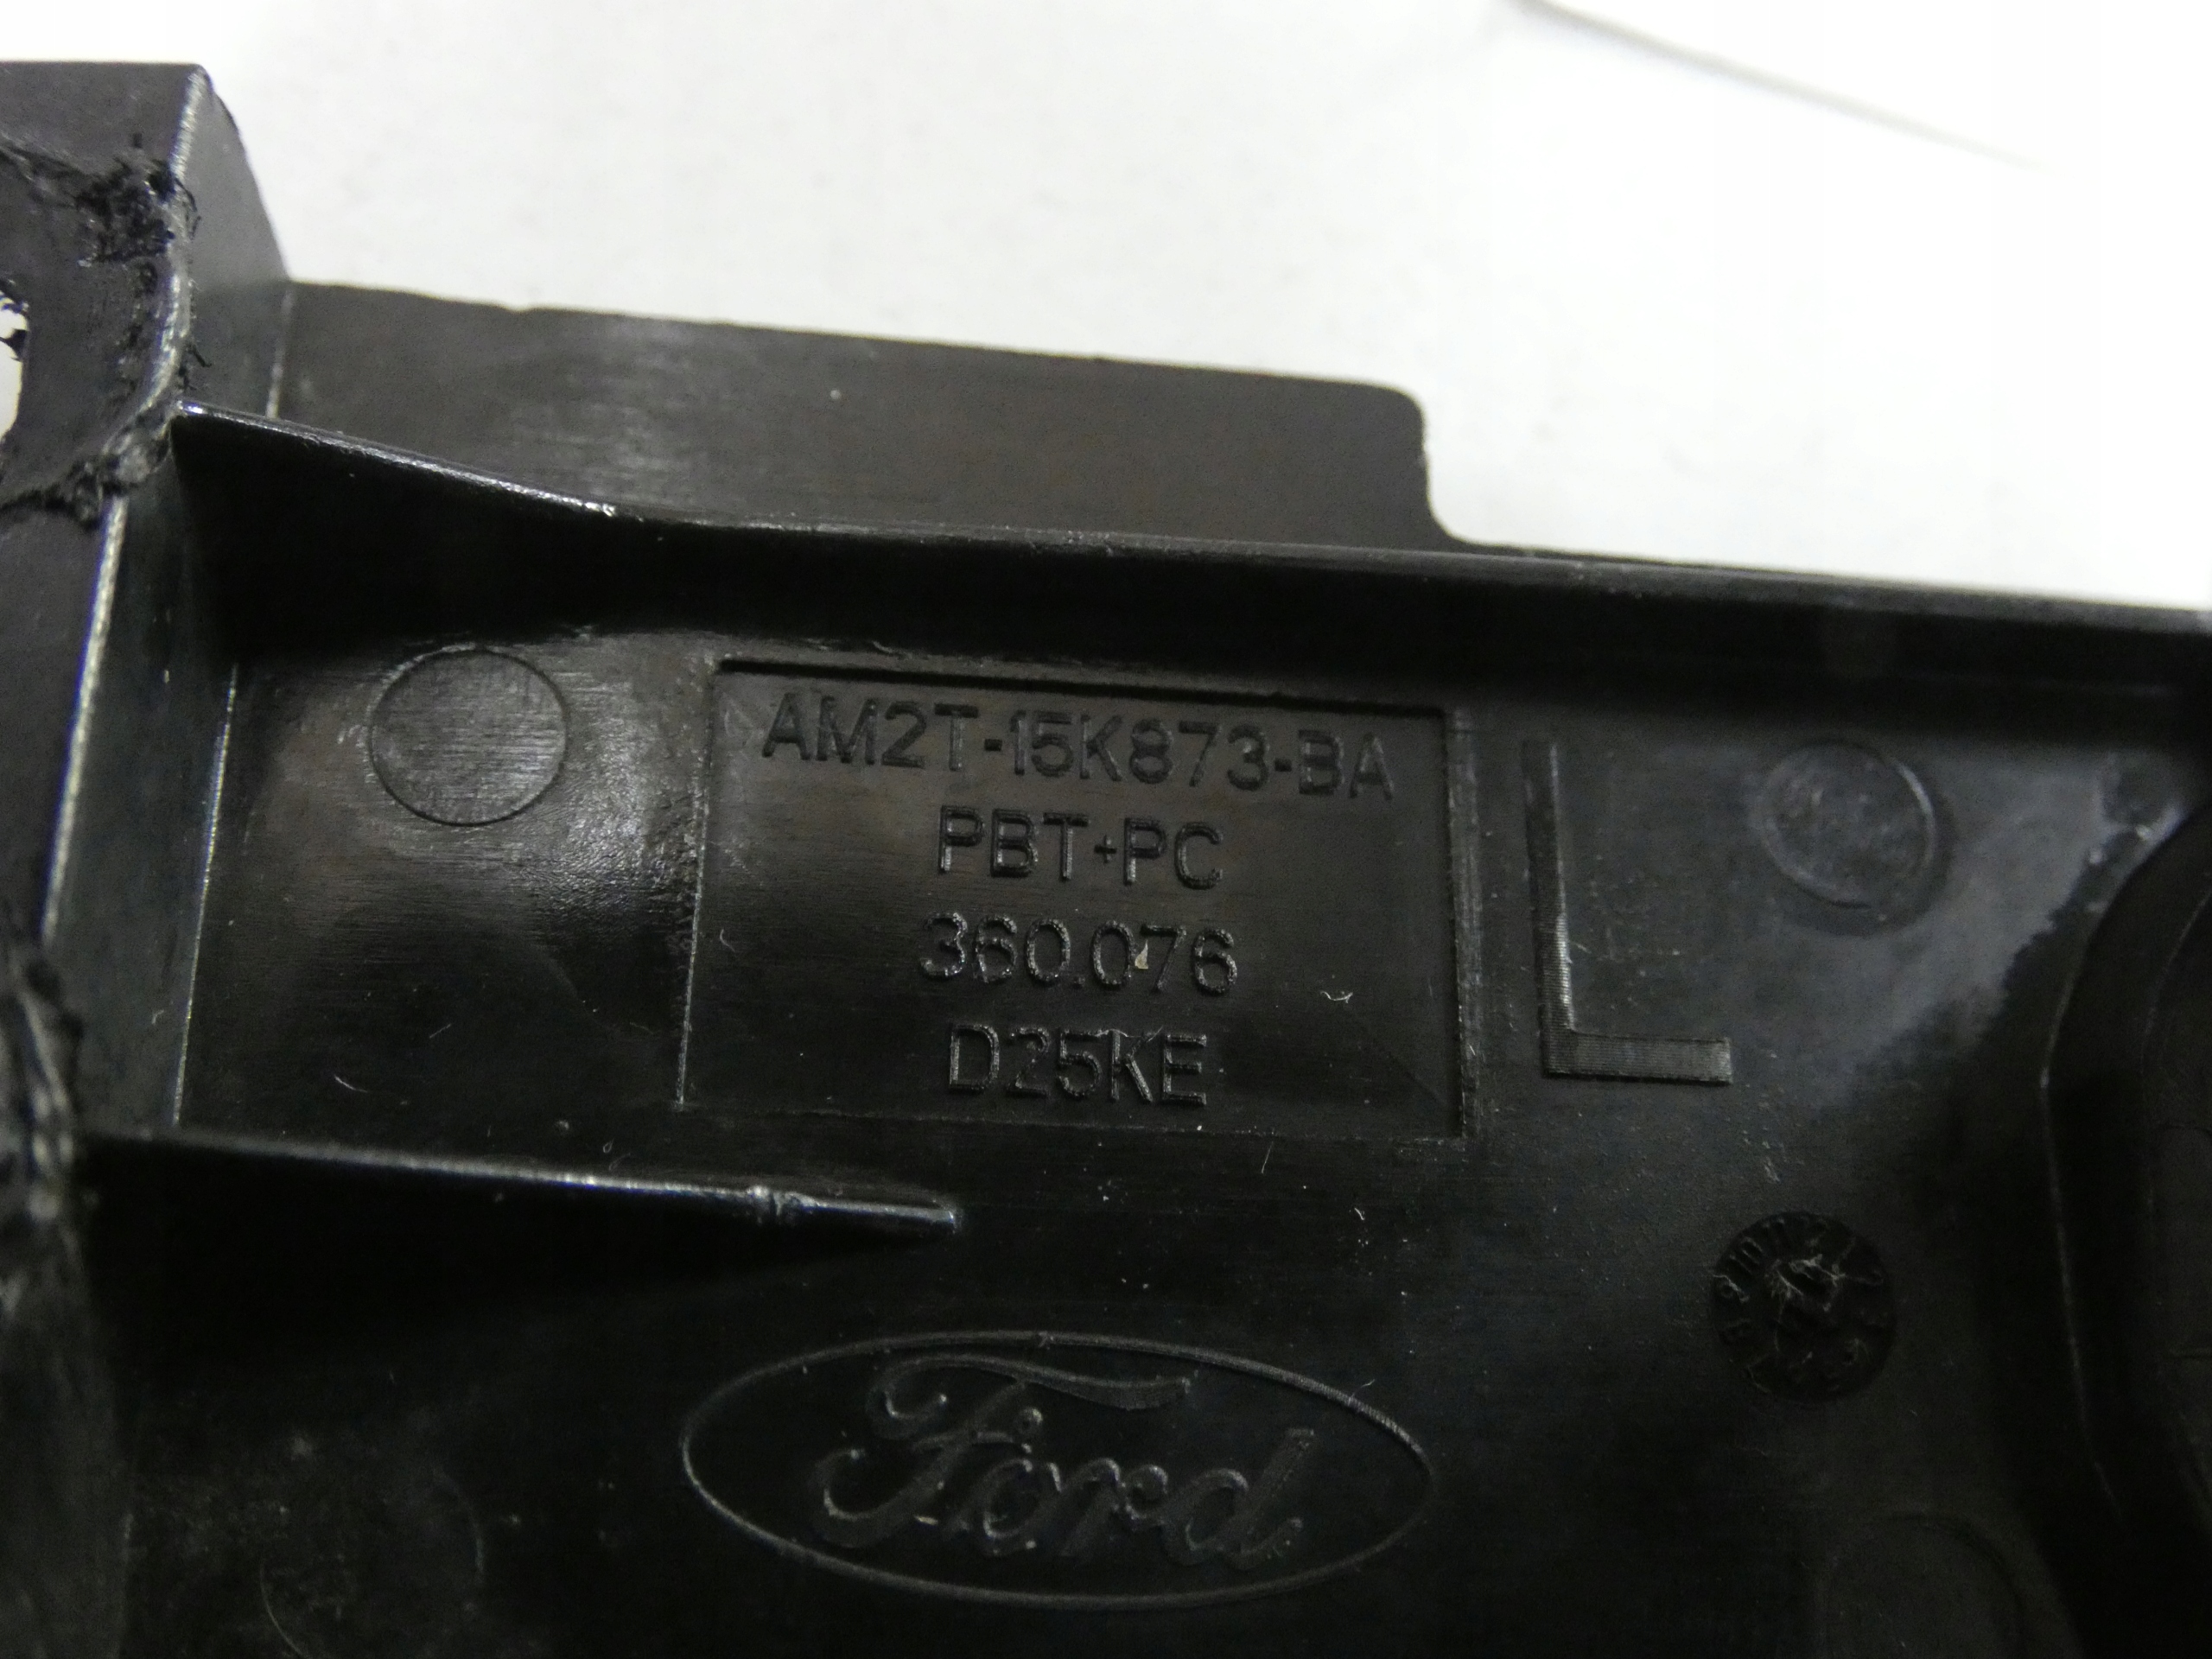 AM2T-15K873-BA
PBT+PC
360.076
D25KE
L
Ford